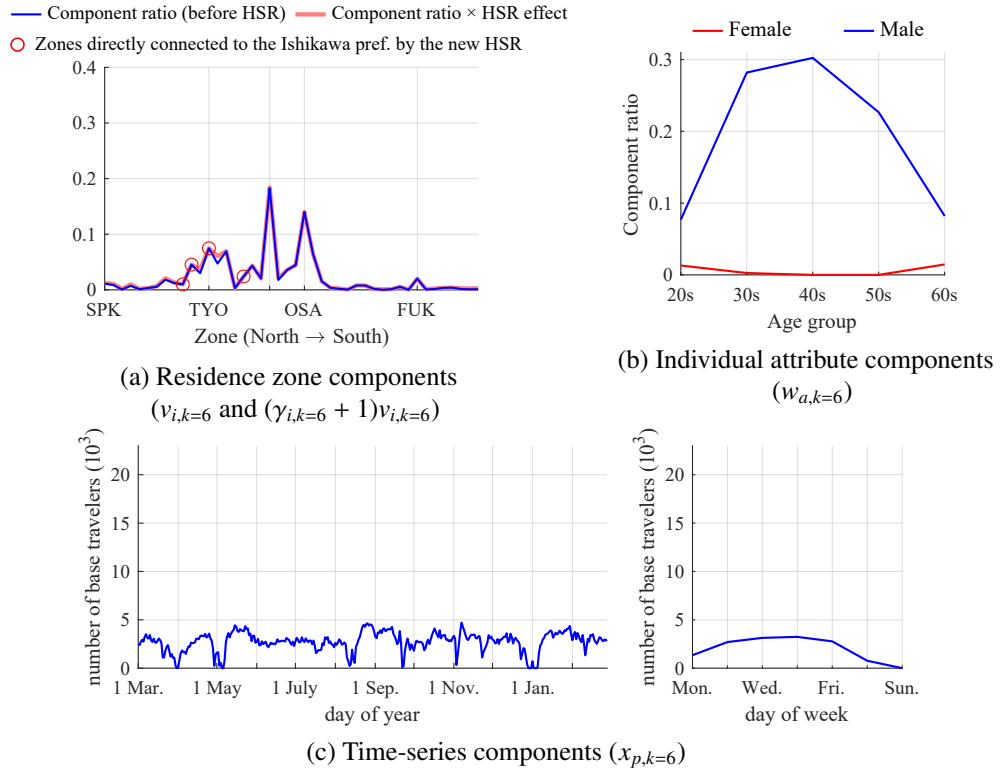 Component ratio (before HSR) Component ratio × HSR effect
Zones directly connected to the Ishikawa pref. by the new HSR
0.4
0.3
0.2
0.1
0
SPK TYO OSA FUK
Zone (North → South)
(a) Residence zone components
(v_{i,k=6} and (γ_{i,k=6} + 1)v_{i,k=6})
Female Male
Component ratio
0.3
0.2
0.1
0
20s 30s 40s 50s 60s
Age group
(b) Individual attribute components
(w_{a,k=6})
number of base travelers (10^3)
20
15
10
5
0
1 Mar. 1 May 1 July 1 Sep. 1 Nov. 1 Jan.
day of year
number of base travelers (10^3)
20
15
10
5
0
Mon. Wed. Fri. Sun.
day of week
(c) Time-series components (x_{p,k=6})